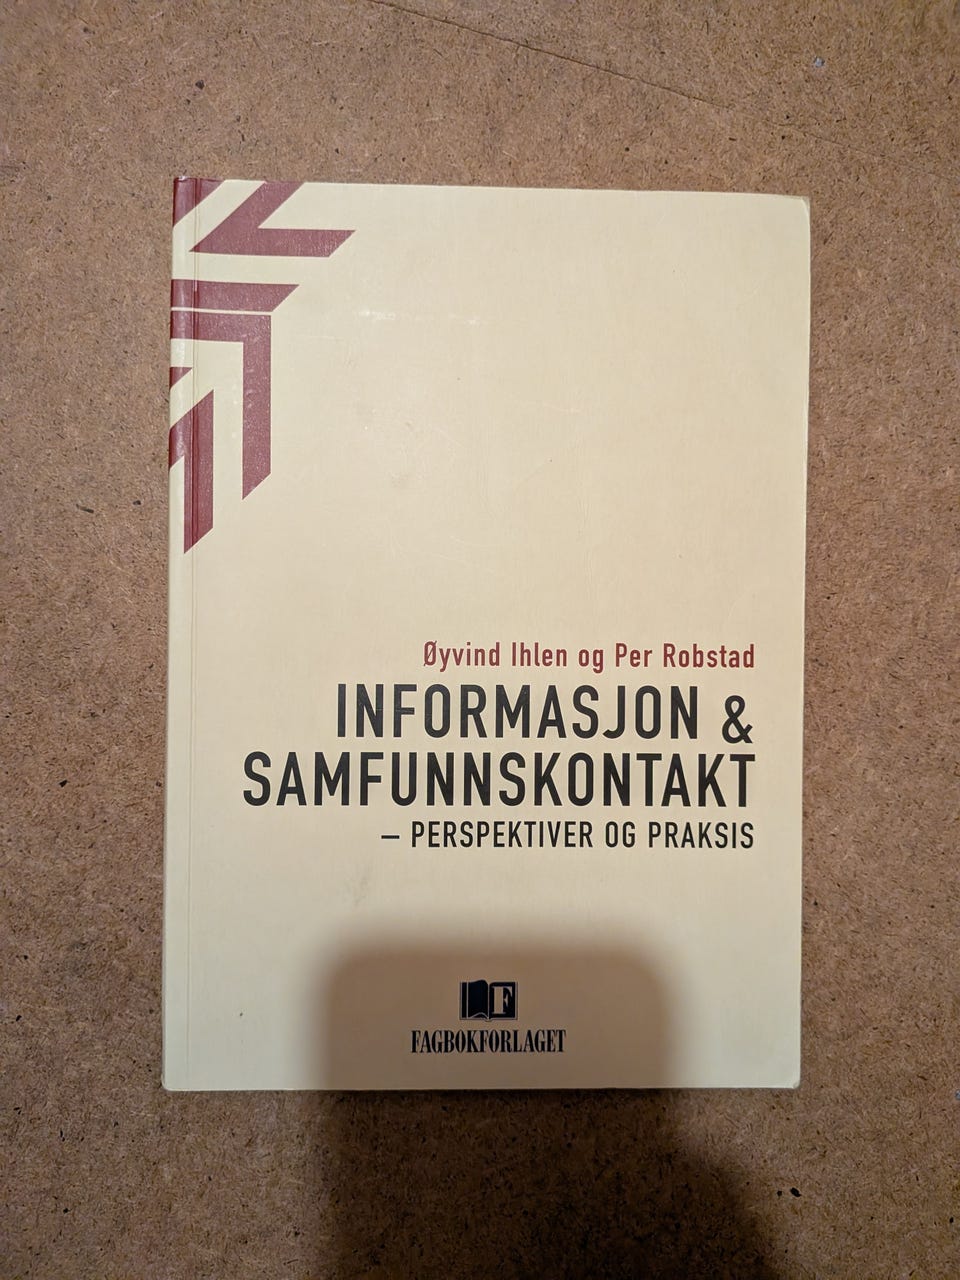 Øyvind Ihlen og Per Robstad
INFORMASJON &
SAMFUNNSKONTAKT
– PERSPEKTIVER OG PRAKSIS
F
FAGBOKFORLAGET